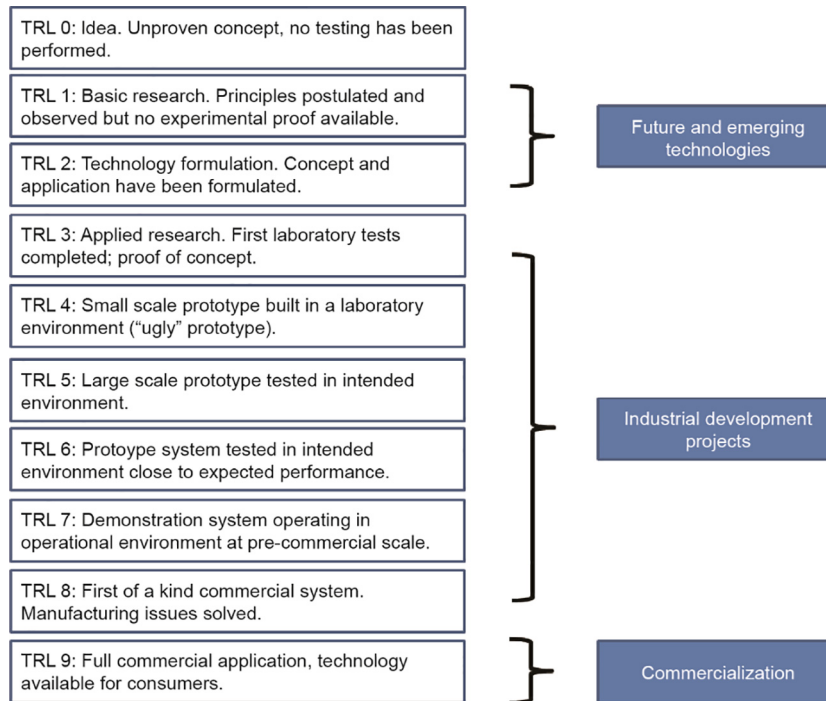 TRL 0: Idea. Unproven concept, no testing has been
performed.
TRL 1: Basic research. Principles postulated and
observed but no experimental proof available.
TRL 2: Technology formulation. Concept and
application have been formulated.
Future and emerging
technologies
TRL 3: Applied research. First laboratory tests
completed; proof of concept.
TRL 4: Small scale prototype built in a laboratory
environment (“ugly” prototype).
TRL 5: Large scale prototype tested in intended
environment.
TRL 6: Protoype system tested in intended
environment close to expected performance.
TRL 7: Demonstration system operating in
operational environment at pre-commercial scale.
TRL 8: First of a kind commercial system.
Manufacturing issues solved.
Industrial development
projects
TRL 9: Full commercial application, technology
available for consumers.
Commercialization